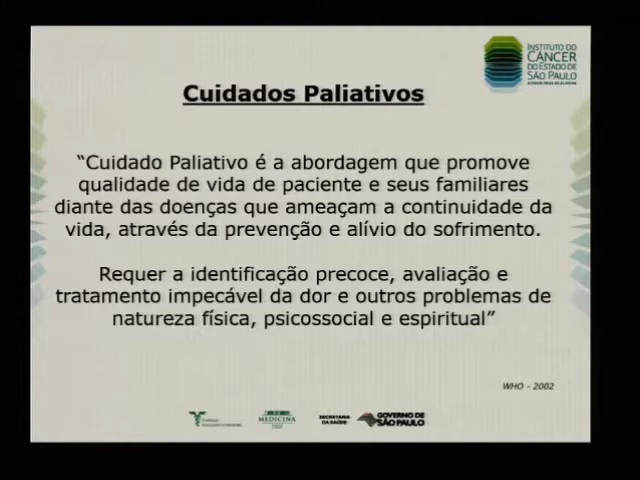 INSTITUTO DO
CÂNCER
DO ESTADO DE
SÃO PAULO
Cuidados Paliativos
“Cuidado Paliativo é a abordagem que promove
qualidade de vida de paciente e seus familiares
diante das doenças que ameaçam a continuidade da
vida, através da prevenção e alívio do sofrimento.
Requer a identificação precoce, avaliação e
tratamento impecável da dor e outros problemas de
natureza física, psicossocial e espiritual”
WHO - 2002
MEDICINA
SECRETARIA
DA SAÚDE
GOVERNO DE
SÃO PAULO